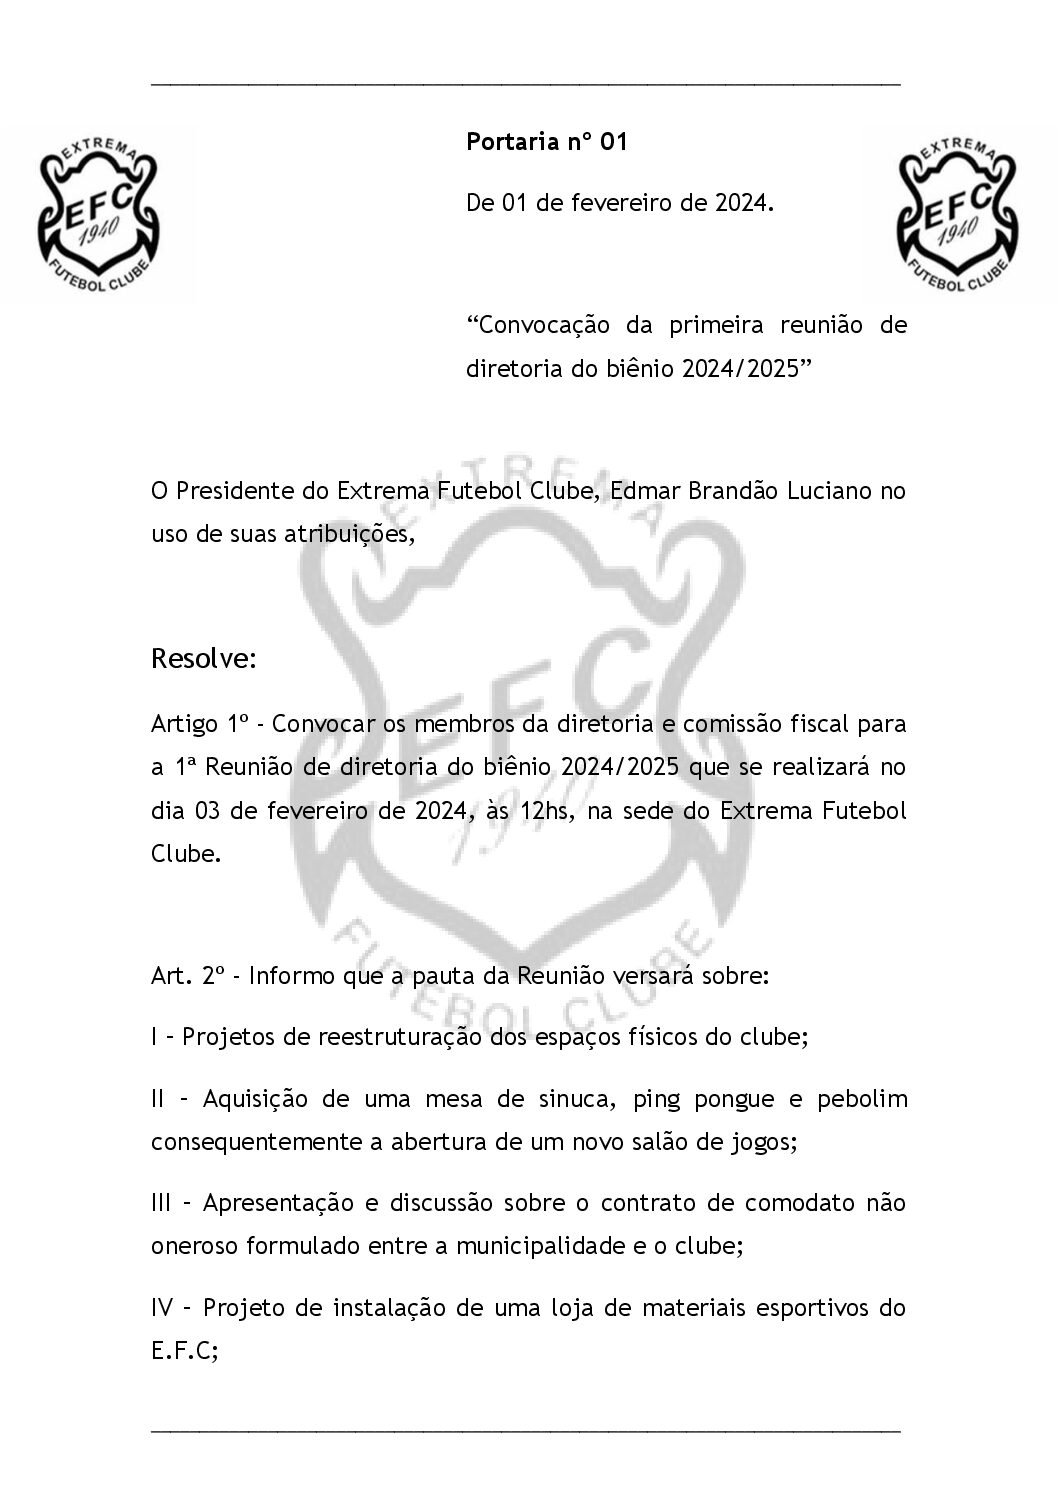 Portaria nº 01
EXTREMA
EFC
1940
FUTEBOL CLUBE
EXTREMA
EFC
1940
FUTEBOL CLUBE
De 01 de fevereiro de 2024.
“Convocação da primeira reunião de
diretoria do biênio 2024/2025”
EXTREMA
EFC
1940
FUTEBOL CLUBE
O Presidente do Extrema Futebol Clube, Edmar Brandão Luciano no
uso de suas atribuições,
Resolve:
Artigo 1º - Convocar os membros da diretoria e comissão fiscal para
a 1ª Reunião de diretoria do biênio 2024/2025 que se realizará no
dia 03 de fevereiro de 2024, às 12hs, na sede do Extrema Futebol
Clube.
Art. 2º - Informo que a pauta da Reunião versará sobre:
I – Projetos de reestruturação dos espaços físicos do clube;
II – Aquisição de uma mesa de sinuca, ping pongue e pebolim
consequentemente a abertura de um novo salão de jogos;
III – Apresentação e discussão sobre o contrato de comodato não
oneroso formulado entre a municipalidade e o clube;
IV – Projeto de instalação de uma loja de materiais esportivos do
E.F.C;